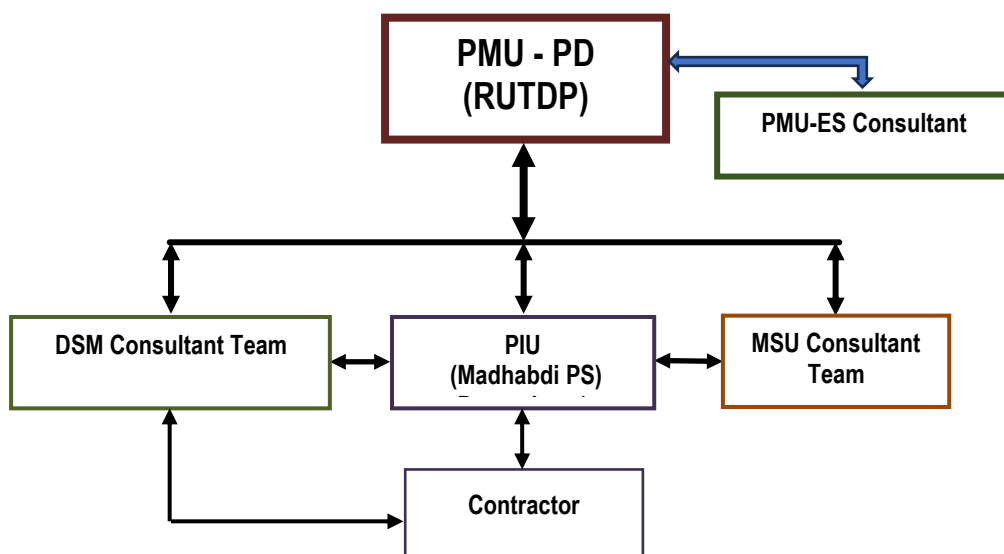 PMU - PD
(RUTDP)
PMU-ES Consultant
DSM Consultant Team
PIU
(Madhabdi PS)
MSU Consultant
Team
Contractor